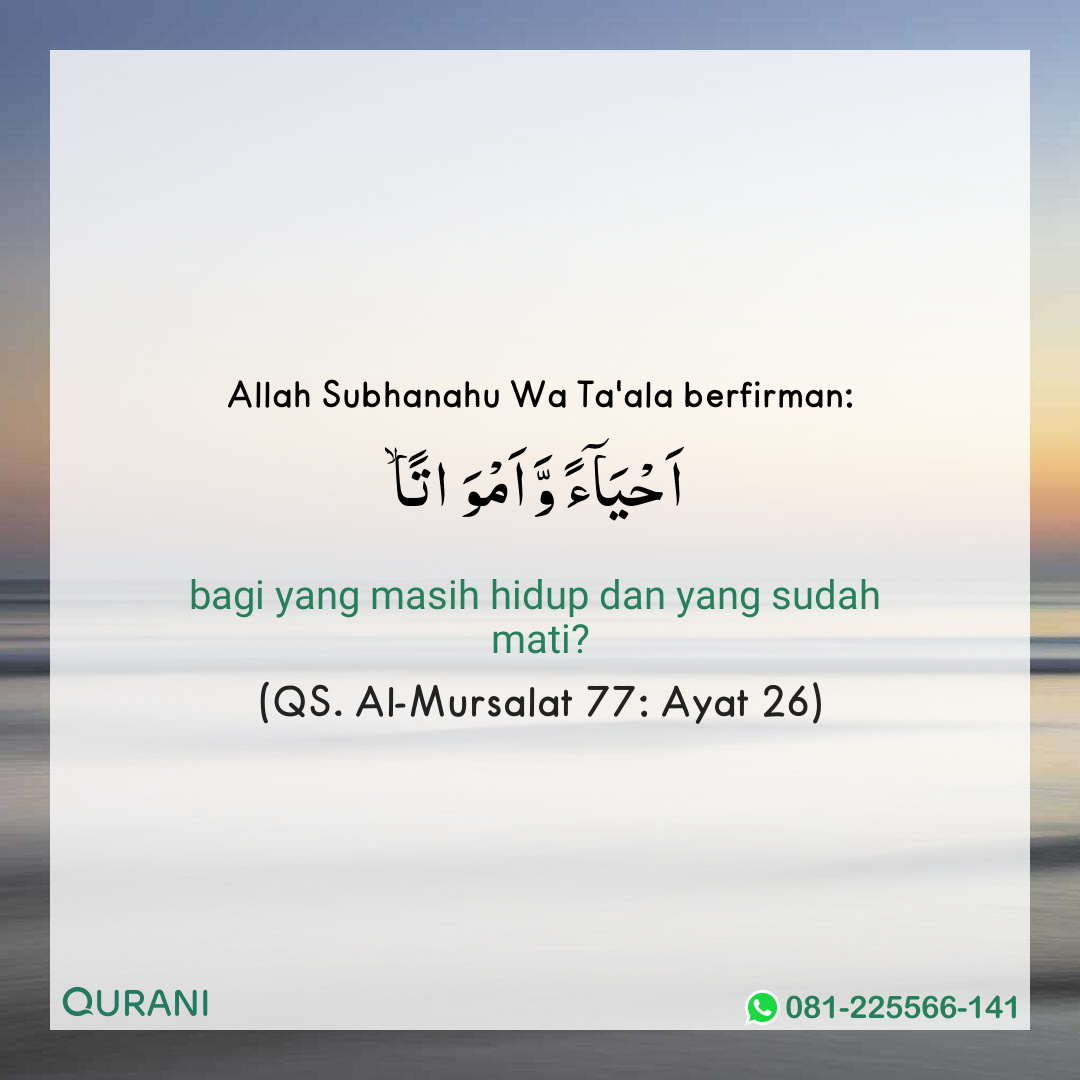 Allah Subhanahu Wa Ta'ala berfirman:
اَحْيَآءً وَّاَمْوَ اتًا ۙ
bagi yang masih hidup dan yang sudah
mati?
(QS. Al-Mursalat 77: Ayat 26)
QURANI
081-225566-141